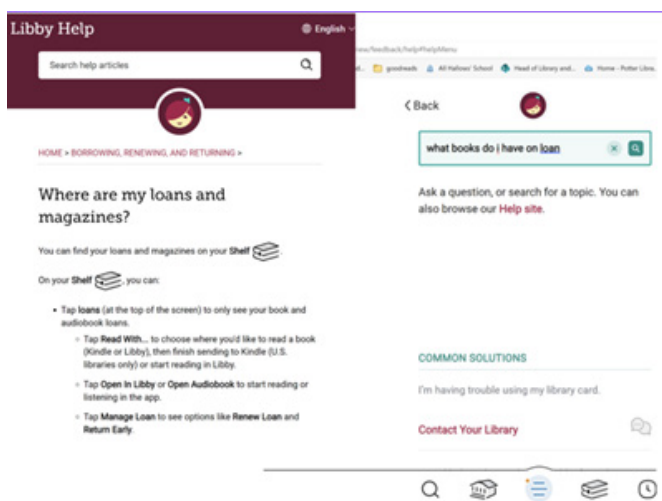 Libby Help
English
Search help articles
HOME > BORROWING, RENEWING, AND RETURNING >
Where are my loans and
magazines?
You can find your loans and magazines on your Shelf.
On your Shelf, you can:
• Tap loans (at the top of the screen) to only see your book and
audiobook loans.
◦ Tap Read With... to choose where you'd like to read a book
(Kindle or Libby), then finish sending to Kindle (U.S.
libraries only) or start reading in Libby.
◦ Tap Open In Libby or Open Audiobook to start reading or
listening in the app.
◦ Tap Manage Loan to see options like Renew Loan and
Return Early.
ew/feedback/help#helpMenu
goodreads All Hallows' School Head of Library and... Home - Potter Libra..
Back
what books do i have on loan
Ask a question, or search for a topic. You can
also browse our Help site.
COMMON SOLUTIONS
I'm having trouble using my library card.
Contact Your Library